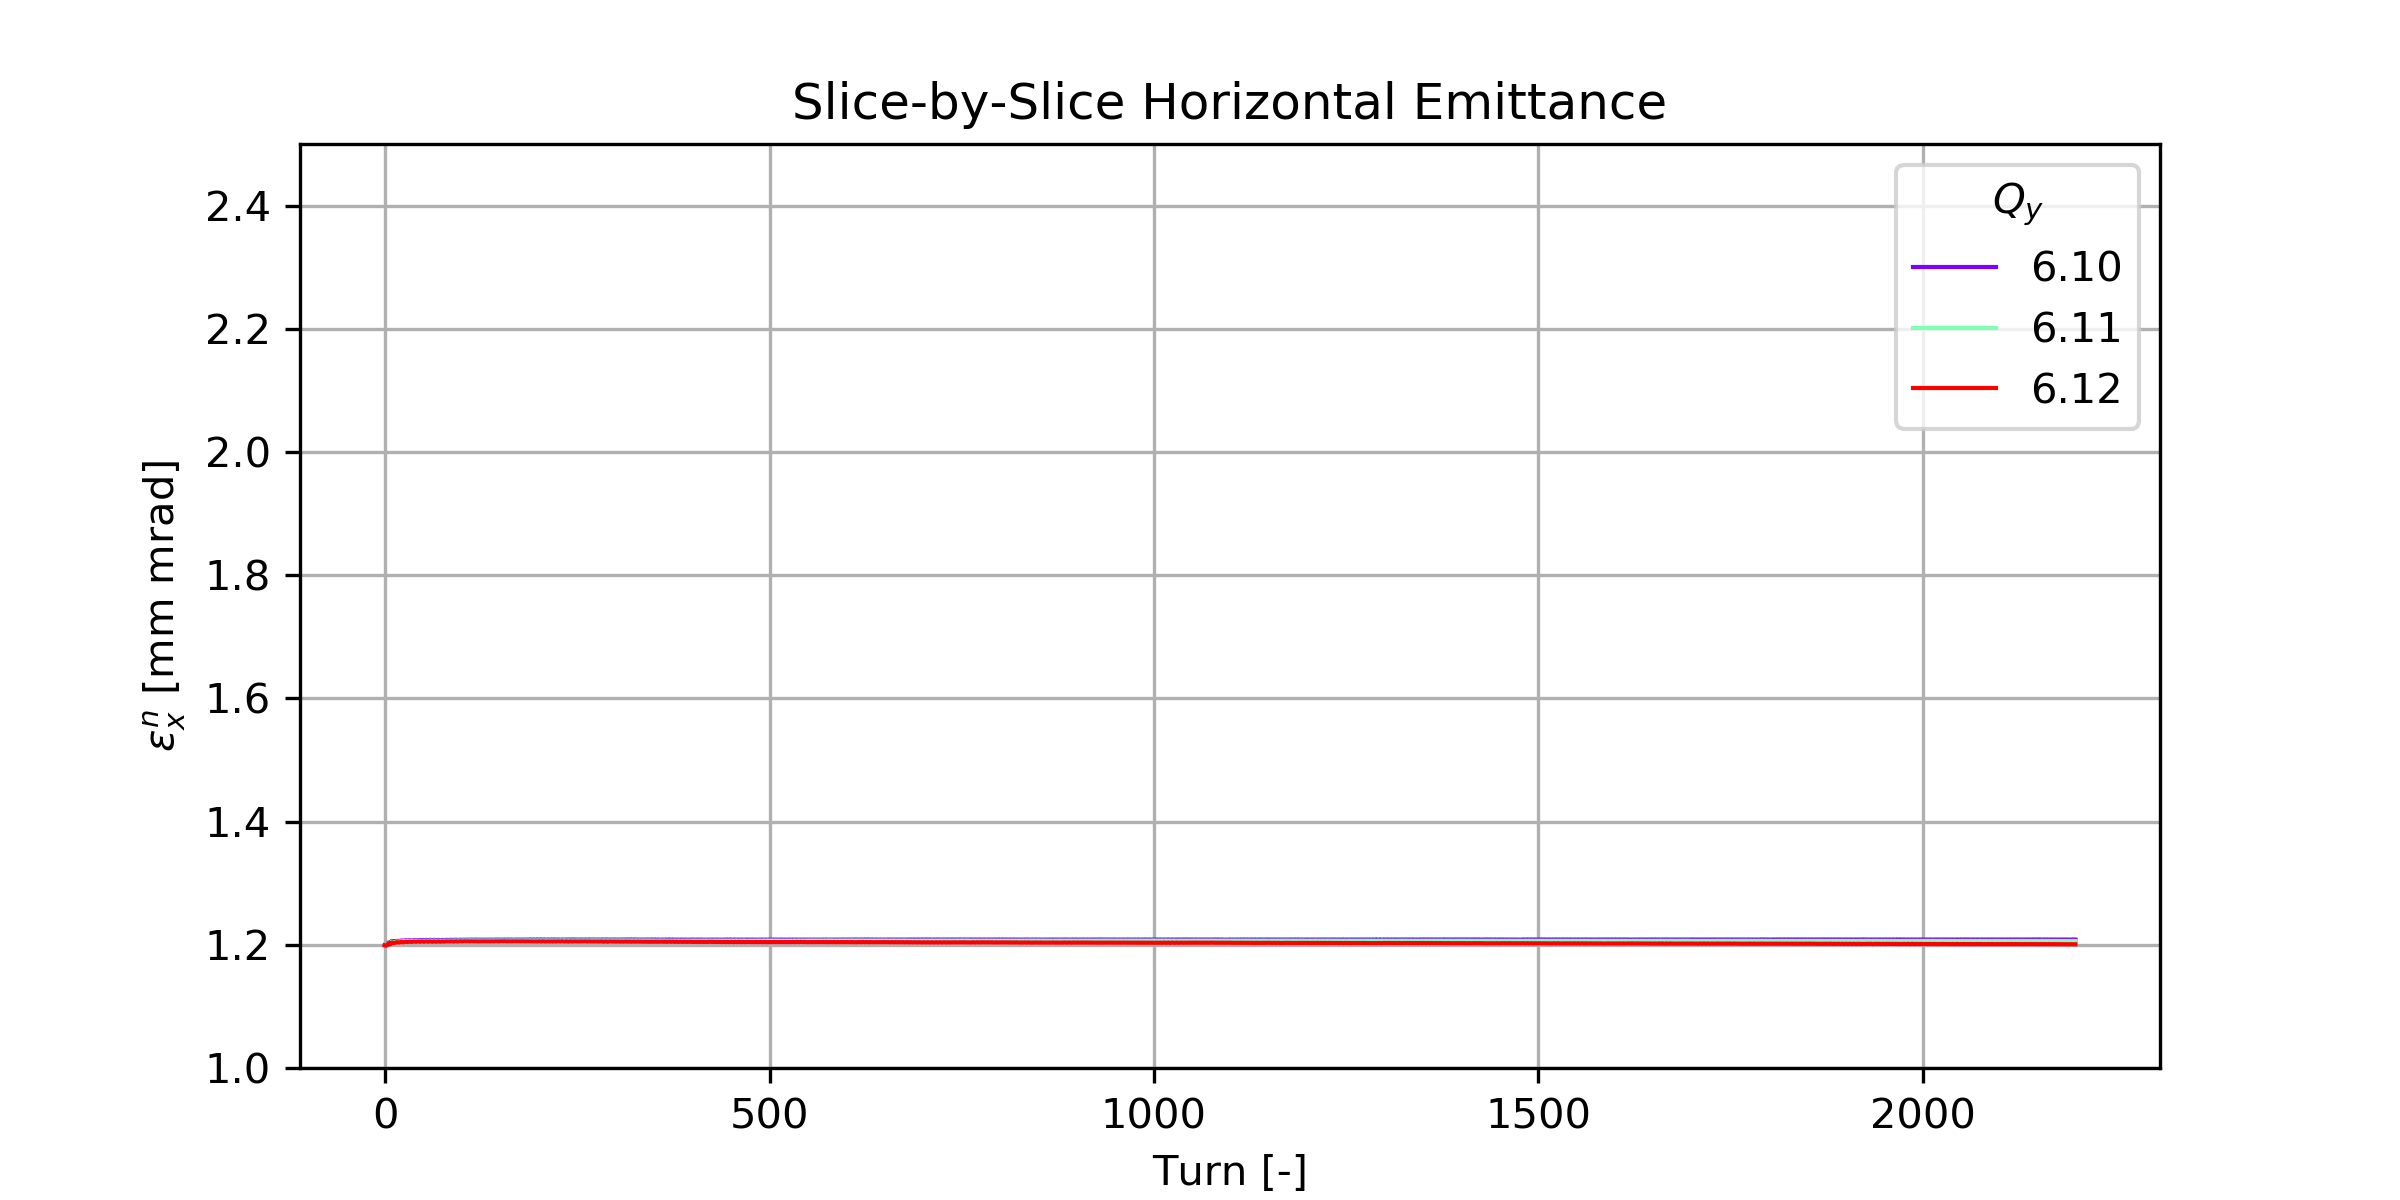 Slice-by-Slice Horizontal Emittance
2.4
2.2
2.0
1.8
1.6
1.4
1.2
1.0
εₓⁿ [mm mrad]
0 500 1000 1500 2000
Turn [-]
Q_y
6.10
6.11
6.12